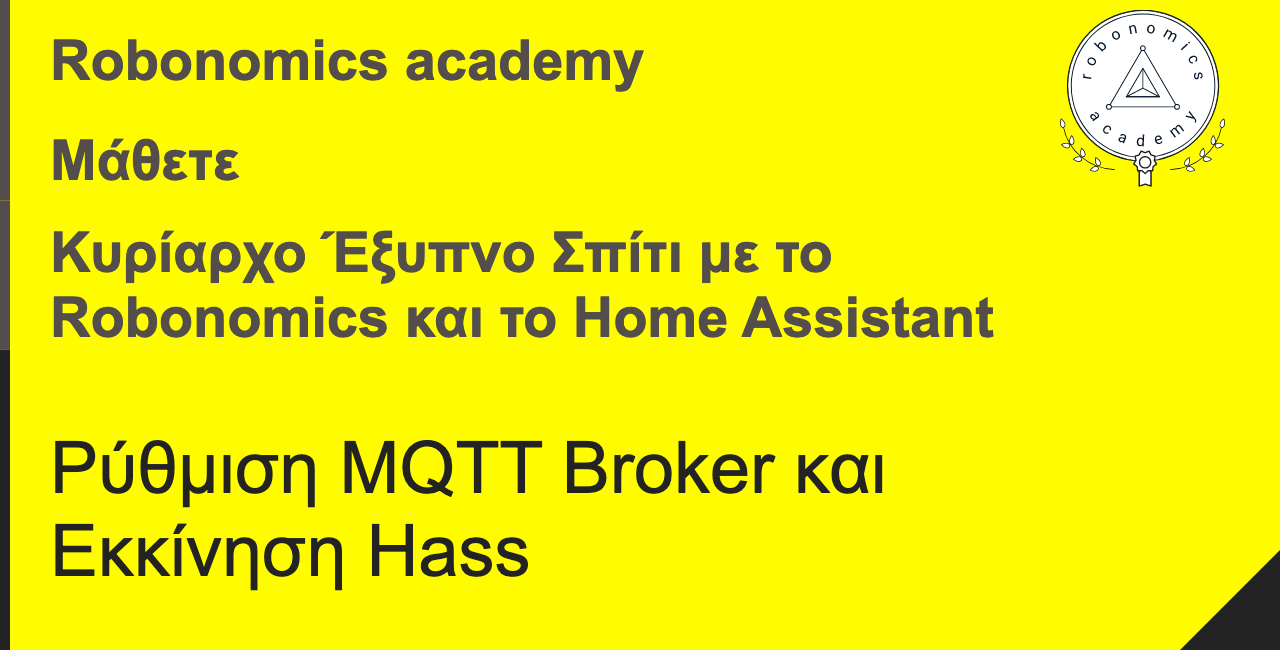 Robonomics academy
robonomics
academy
Μάθετε
Κυρίαρχο Έξυπνο Σπίτι με το
Robonomics και το Home Assistant
Ρύθμιση MQTT Broker και
Εκκίνηση Hass